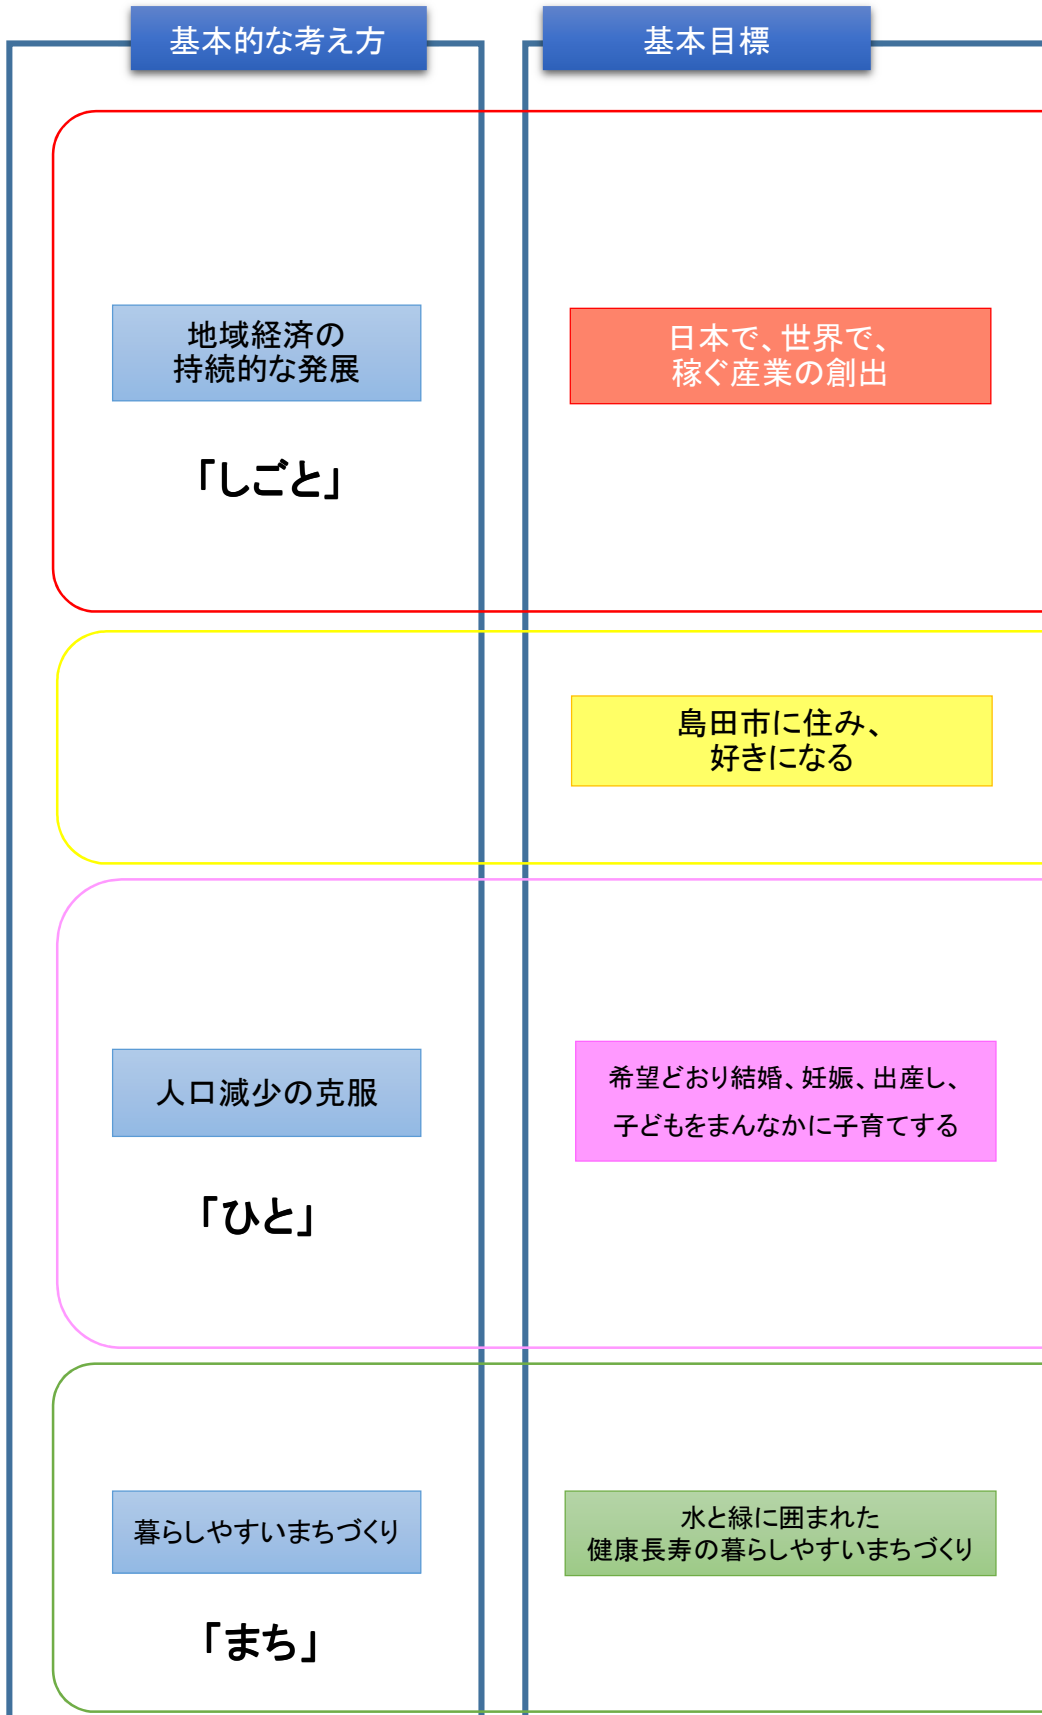 基本的な考え方
基本目標
地域経済の
持続的な発展
「しごと」
日本で、世界で、
稼ぐ産業の創出
島田市に住み、
好きになる
人口減少の克服
「ひと」
希望どおり結婚、妊娠、出産し、
子どもをまんなかに子育てする
暮らしやすいまちづくり
「まち」
水と緑に囲まれた
健康長寿の暮らしやすいまちづくり